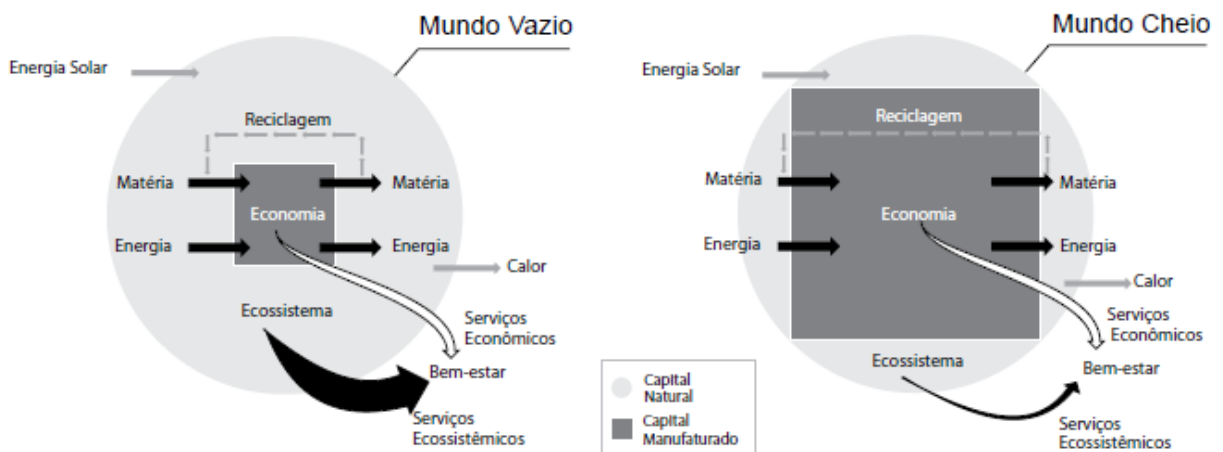 Mundo Vazio
Energia Solar
Reciclagem
Matéria
Matéria
Economia
Energia
Energia
Calor
Ecossistema
Serviços
Econômicos
Bem-estar
Serviços
Ecossistêmicos
Capital
Natural
Capital
Manufaturado
Mundo Cheio
Energia Solar
Reciclagem
Matéria
Matéria
Economia
Energia
Energia
Calor
Serviços
Econômicos
Ecossistema
Bem-estar
Serviços
Ecossistêmicos